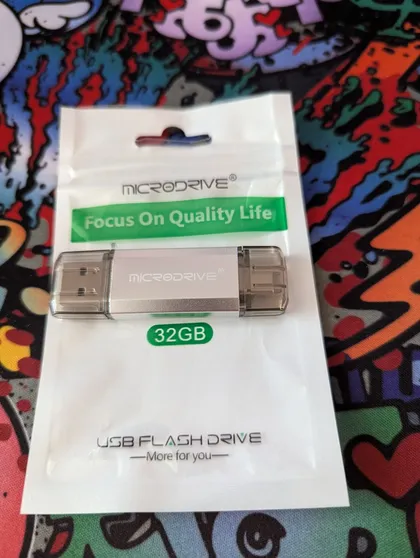 MICRODRIVE®
Focus On Quality Life
MICRODRIVE®
32GB
USB FLASH DRIVE
—More for you—